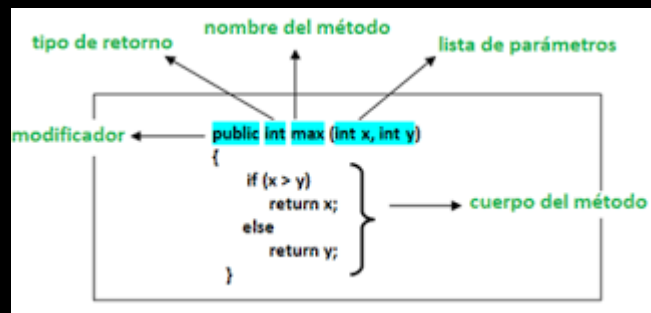 nombre del método
tipo de retorno
lista de parámetros
modificador
public int max (int x, int y)
{
if (x > y)
return x;
else
return y;
}
cuerpo del método